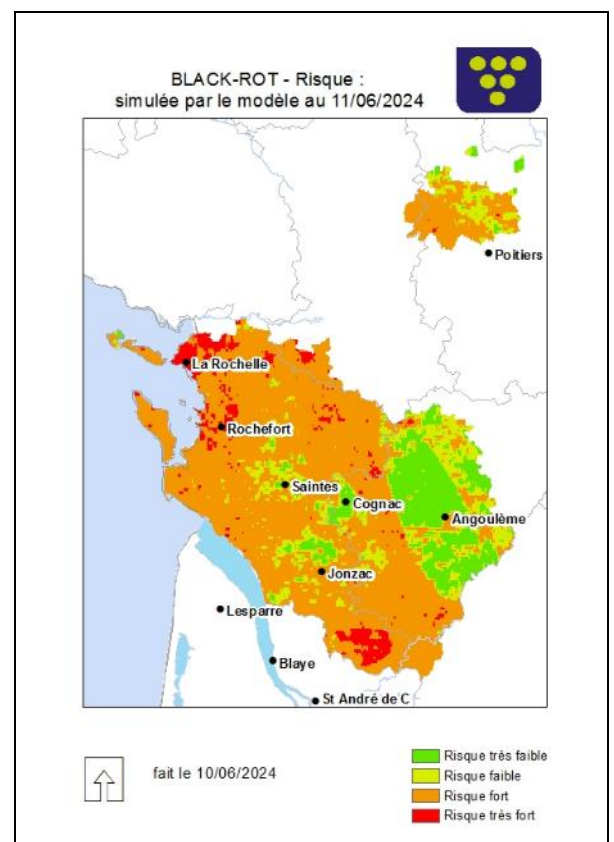 BLACK-ROT - Risque :
simulée par le modèle au 11/06/2024
Poitiers
La Rochelle
Rochefort
Saintes
Cognac
Angoulême
Jonzac
Lesparre
Blaye
St André de C
fait le 10/06/2024
Risque très faible
Risque faible
Risque fort
Risque très fort